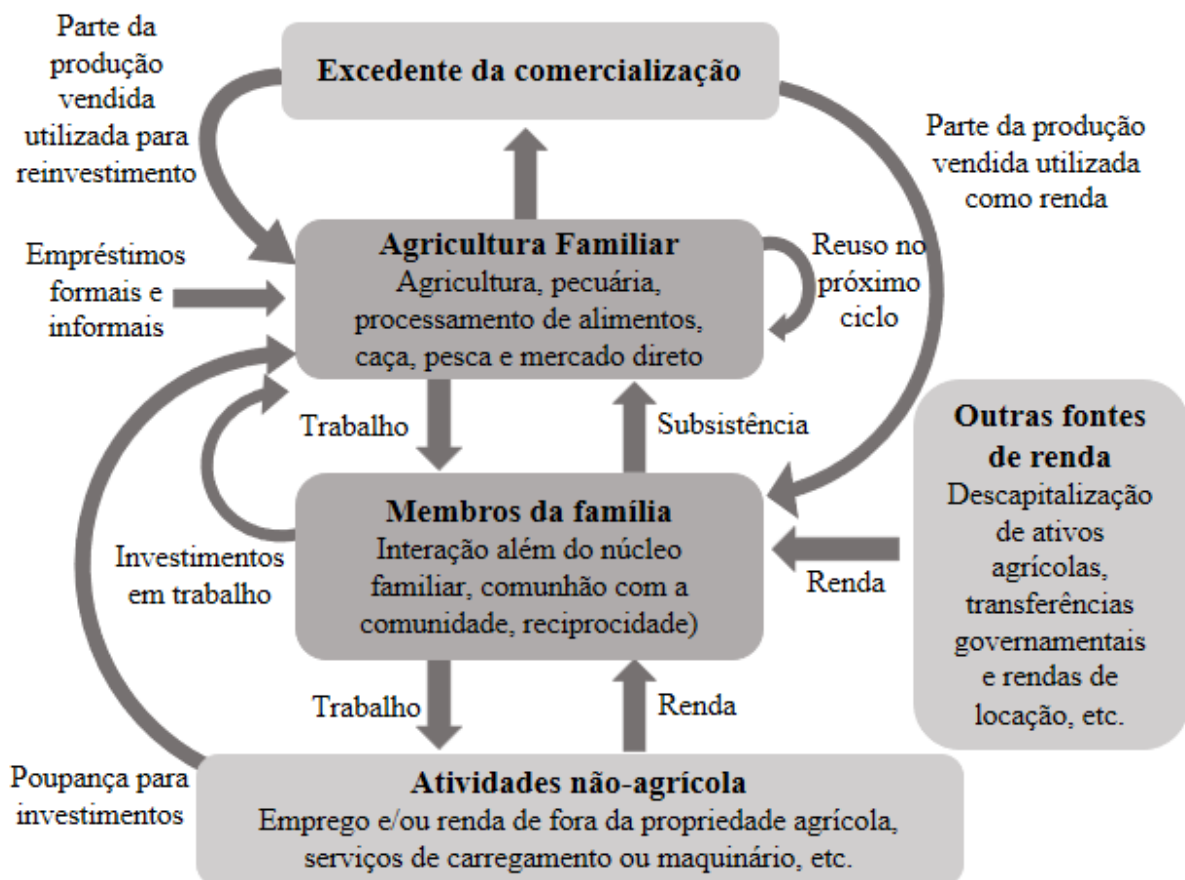 Parte da
produção
vendida
utilizada para
reinvestimento
Excedente da comercialização
Parte da produção
vendida utilizada
como renda
Empréstimos
formais e
informais
Agricultura Familiar
Agricultura, pecuária,
processamento de alimentos,
caça, pesca e mercado direto
Reuso no
próximo
ciclo
Trabalho
Subsistência
Outras fontes
de renda
Descapitalização
de ativos
agrícolas,
transferências
governamentais
e rendas de
locação, etc.
Investimentos
em trabalho
Membros da família
Interação além do núcleo
familiar, comunhão com a
comunidade, reciprocidade)
Renda
Trabalho
Renda
Poupança para
investimentos
Atividades não-agrícola
Emprego e/ou renda de fora da propriedade agrícola,
serviços de carregamento ou maquinário, etc.